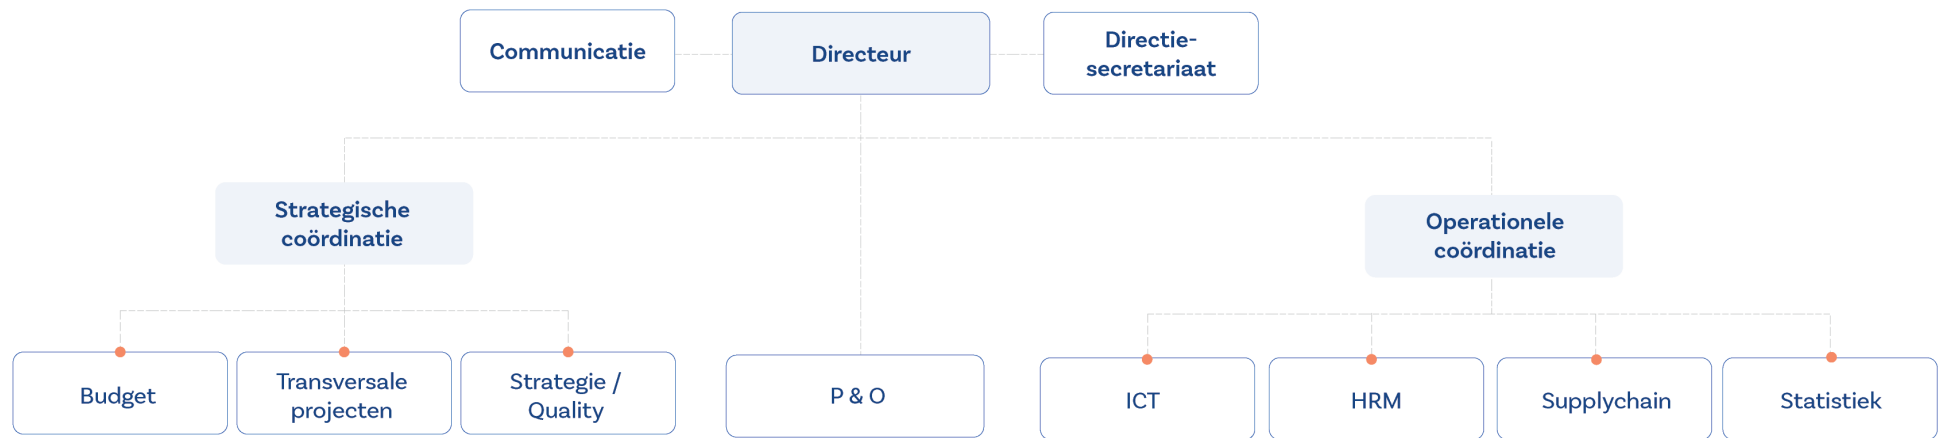 Communicatie
Directeur
Directie-
secretariaat
Strategische
coördinatie
Operationele
coördinatie
Budget
Transversale
projecten
Strategie /
Quality
P & O
ICT
HRM
Supplychain
Statistiek